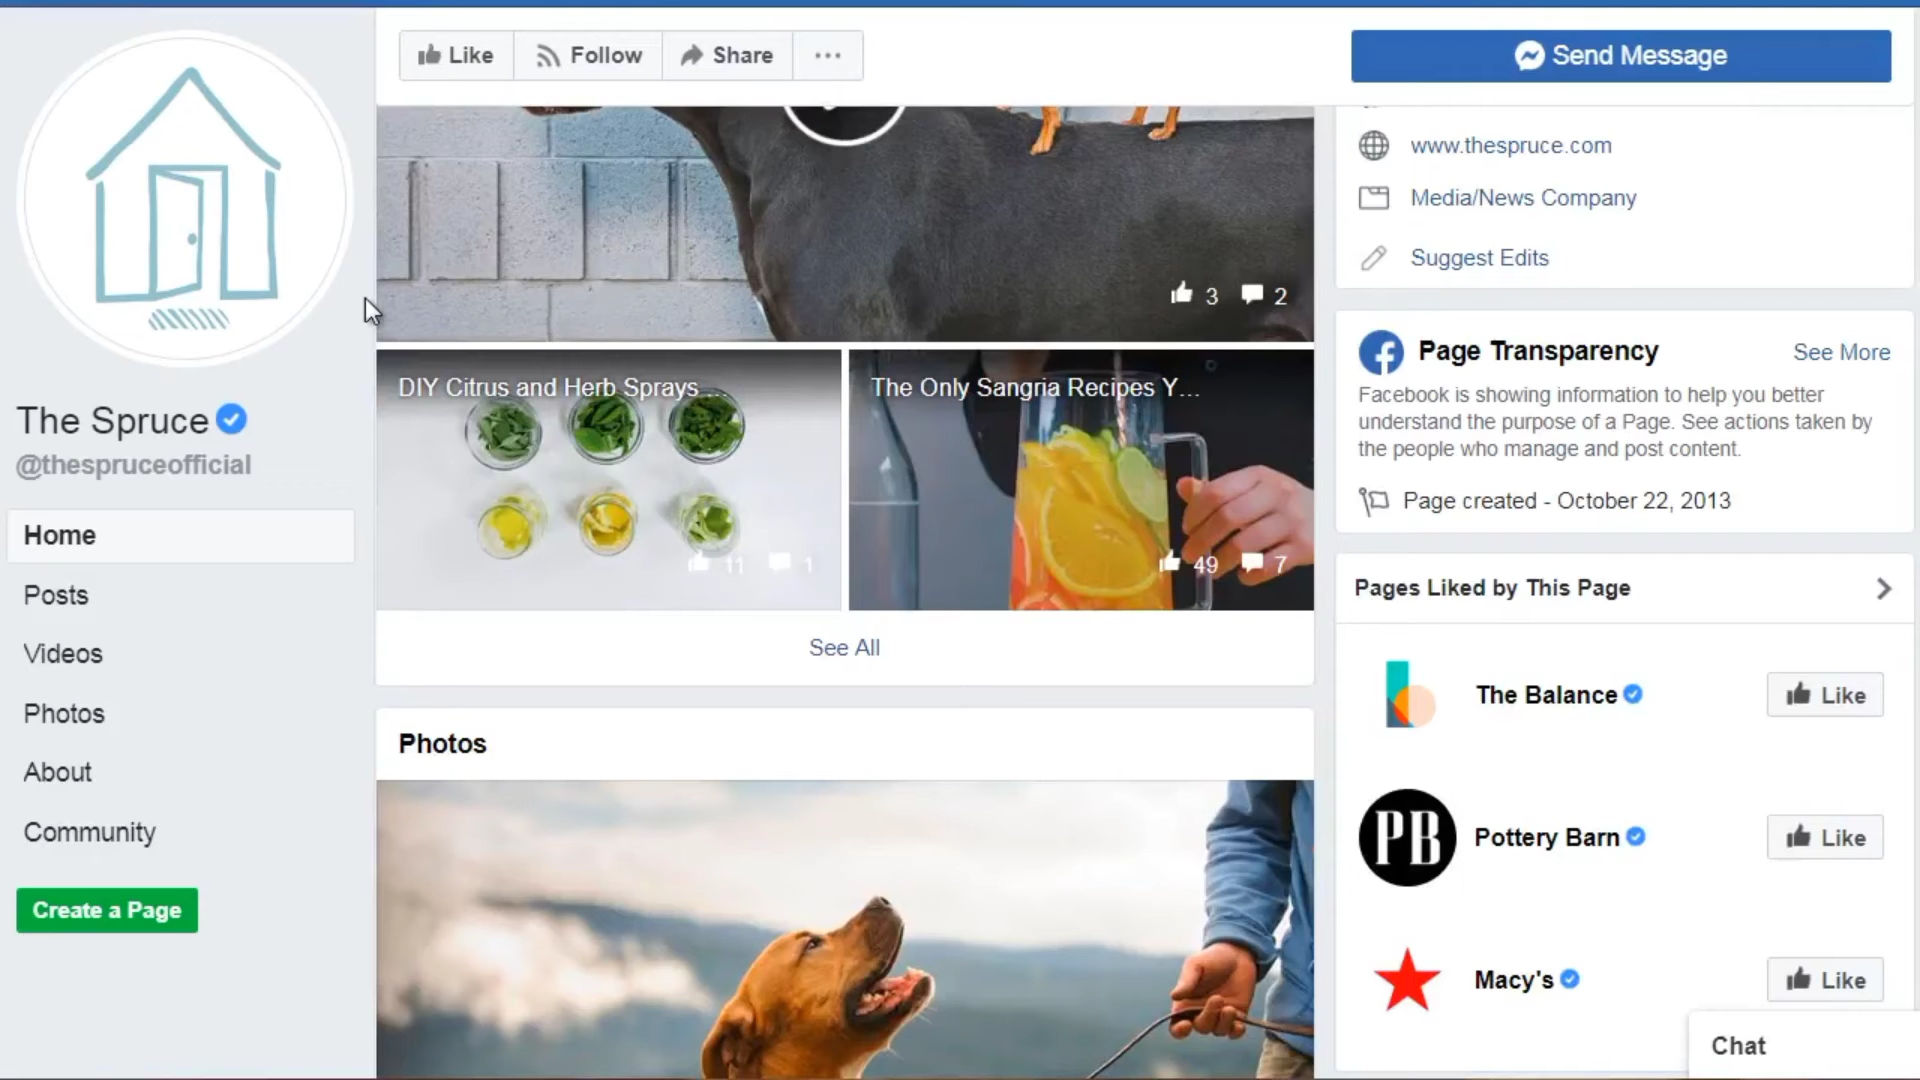 Like
Follow
Share
...
Send Message
The Spruce
@thespruceofficial
Home
Posts
Videos
Photos
About
Community
Create a Page
3
2
DIY Citrus and Herb Sprays ...
11
1
The Only Sangria Recipes Y...
49
7
See All
Photos
www.thespruce.com
Media/News Company
Suggest Edits
Page Transparency
See More
Facebook is showing information to help you better
understand the purpose of a Page. See actions taken by
the people who manage and post content.
Page created - October 22, 2013
Pages Liked by This Page
The Balance
Like
PB
Pottery Barn
Like
Macy's
Like
Chat